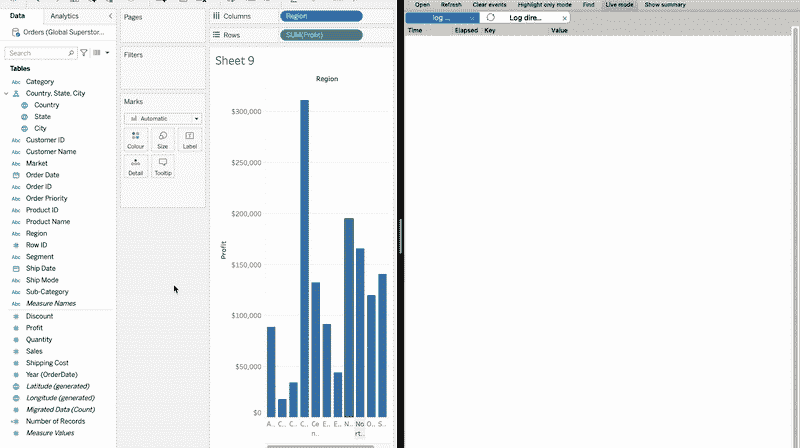 Data
Analytics
Orders (Global Superstor...
Search
Tables
Abc Category
Country, State, City
Country
State
City
Abc Customer ID
Abc Customer Name
Abc Market
Order Date
Abc Order ID
Abc Order Priority
Abc Product ID
Abc Product Name
Abc Region
Row ID
Abc Segment
Ship Date
Abc Ship Mode
Abc Sub-Category
Abc Measure Names
Discount
Profit
Quantity
Sales
Shipping Cost
Year (OrderDate)
Latitude (generated)
Longitude (generated)
Migrated Data (Count)
Number of Records
Measure Values
Pages
Filters
Marks
Automatic
Colour Size Label
Detail Tooltip
Columns Region
Rows SUM(Profit)
Sheet 9
Region
Profit
$300,000
$250,000
$200,000
$150,000
$100,000
$50,000
$0
A.. C.. C.. C.. Ce n.. E.. E.. N.. No rt.. O.. S..
Open Refresh Clear events Highlight only mode Find Live mode Show summary
log ... × Log dire... ×
Time Elapsed Key Value